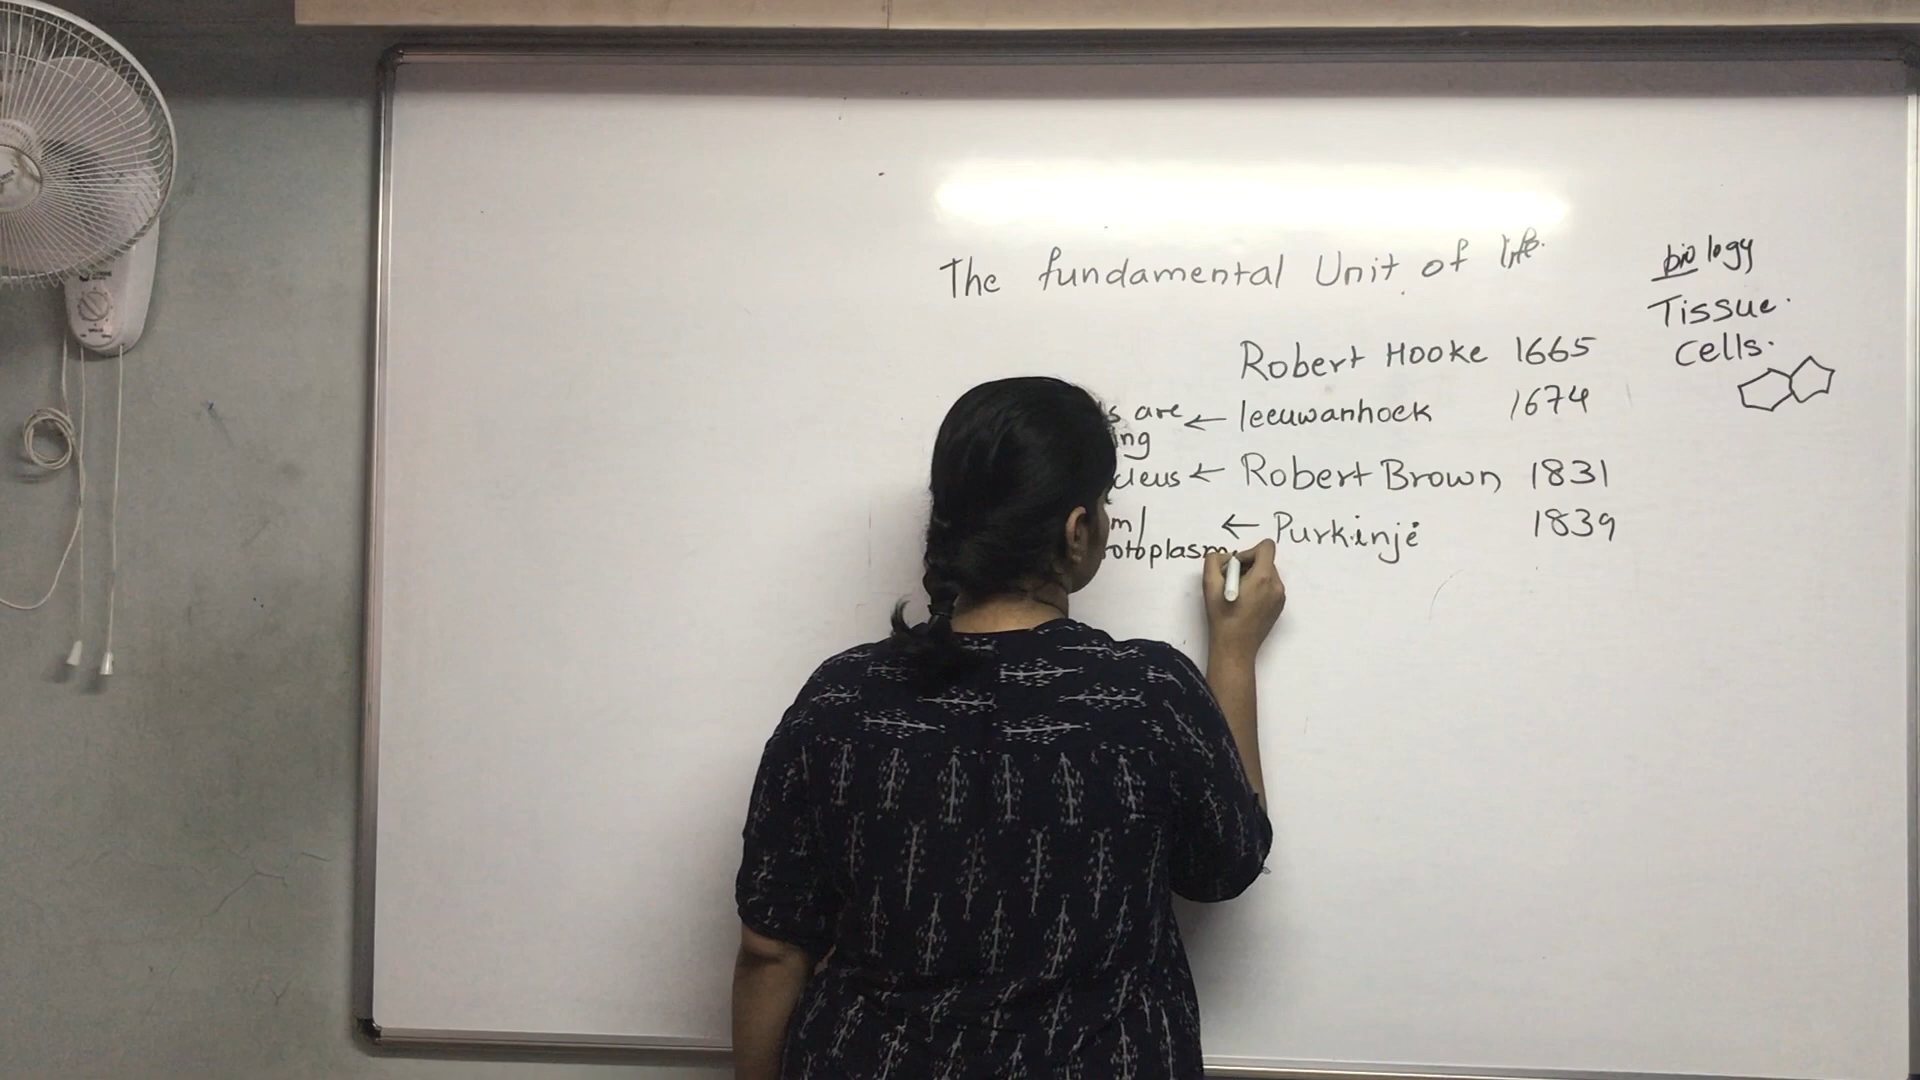 The fundamental Unit of life.
biology
Tissue.
Cells.
Robert Hooke 1665
s are ← leeuwanhoek 1674
ing
cleus ← Robert Brown 1831
m/ ← Purkinje 1839
otoplasm